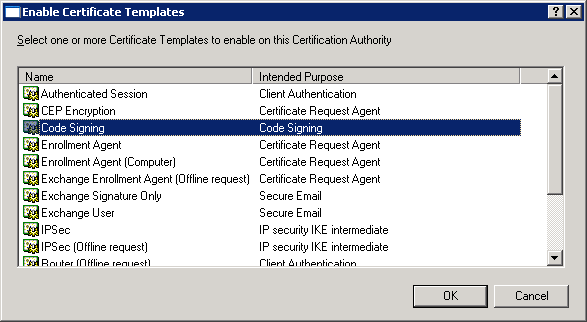 Enable Certificate Templates
Select one or more Certificate Templates to enable on this Certification Authority
Name Intended Purpose
Authenticated Session Client Authentication
CEP Encryption Certificate Request Agent
Code Signing Code Signing
Enrollment Agent Certificate Request Agent
Enrollment Agent (Computer) Certificate Request Agent
Exchange Enrollment Agent (Offline request) Certificate Request Agent
Exchange Signature Only Secure Email
Exchange User Secure Email
IPSec IP security IKE intermediate
IPSec (Offline request) IP security IKE intermediate
Router (Offline request) Client Authentication
OK Cancel